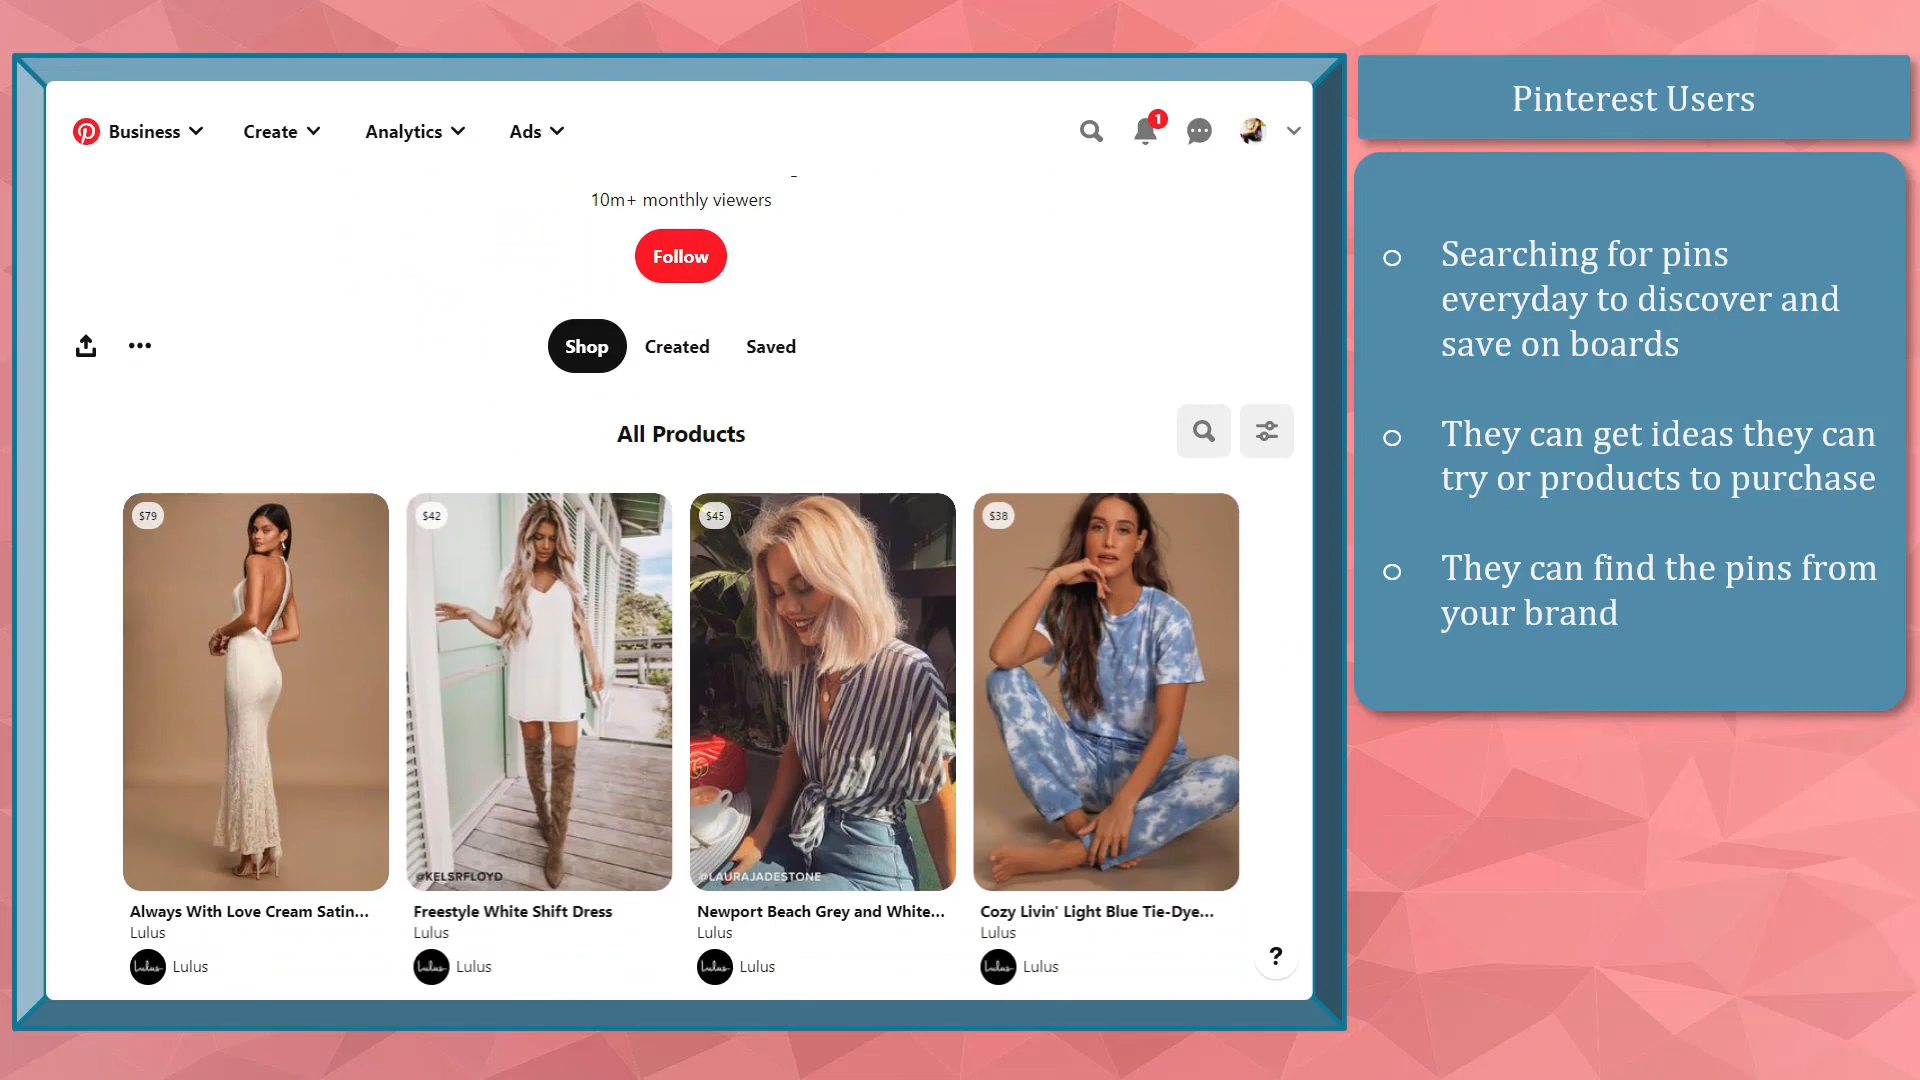 Business
Create
Analytics
Ads
1
10m+ monthly viewers
Follow
Shop
Created
Saved
All Products
$79
$42
$45
$38
@KELSRFLOYD
@LAURAJADESTONE
Always With Love Cream Satin...
Freestyle White Shift Dress
Newport Beach Grey and White...
Cozy Livin' Light Blue Tie-Dye...
Lulus
Lulus
Lulus
Lulus
Lulus Lulus
Lulus Lulus
Lulus Lulus
Lulus Lulus
?
Pinterest Users
Searching for pins
everyday to discover and
save on boards
They can get ideas they can
try or products to purchase
They can find the pins from
your brand